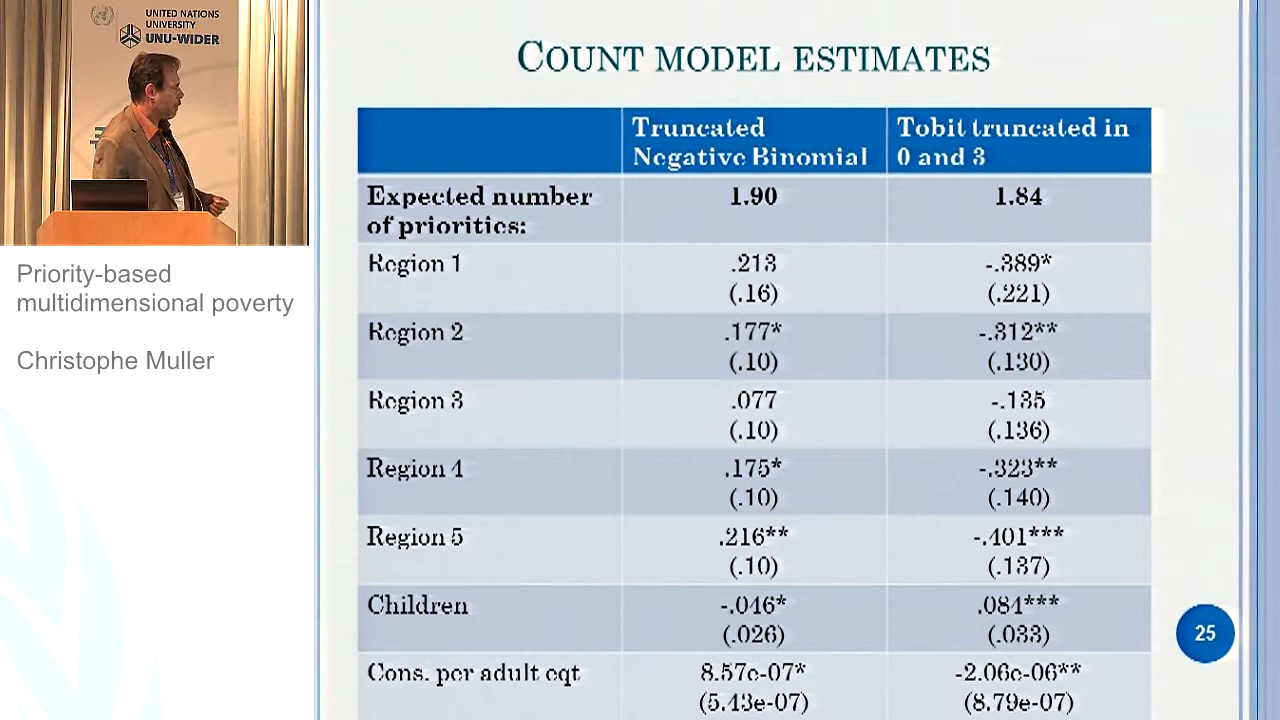 UNITED NATIONS
UNIVERSITY
UNU-WIDER
Priority-based
multidimensional poverty
Christophe Muller
COUNT MODEL ESTIMATES
Truncated Negative Binomial
Tobit truncated in 0 and 3
Expected number of priorities: 1.90 1.84
Region 1 .213 -.389*
(.16) (.221)
Region 2 .177* -.312**
(.10) (.130)
Region 3 .077 -.135
(.10) (.136)
Region 4 .175* -.323**
(.10) (.140)
Region 5 .216** -.401***
(.10) (.137)
Children -.046* .084***
(.026) (.033)
Cons. per adult eqt 8.57e-07* -2.06e-06**
(5.43e-07) (8.79e-07)
25